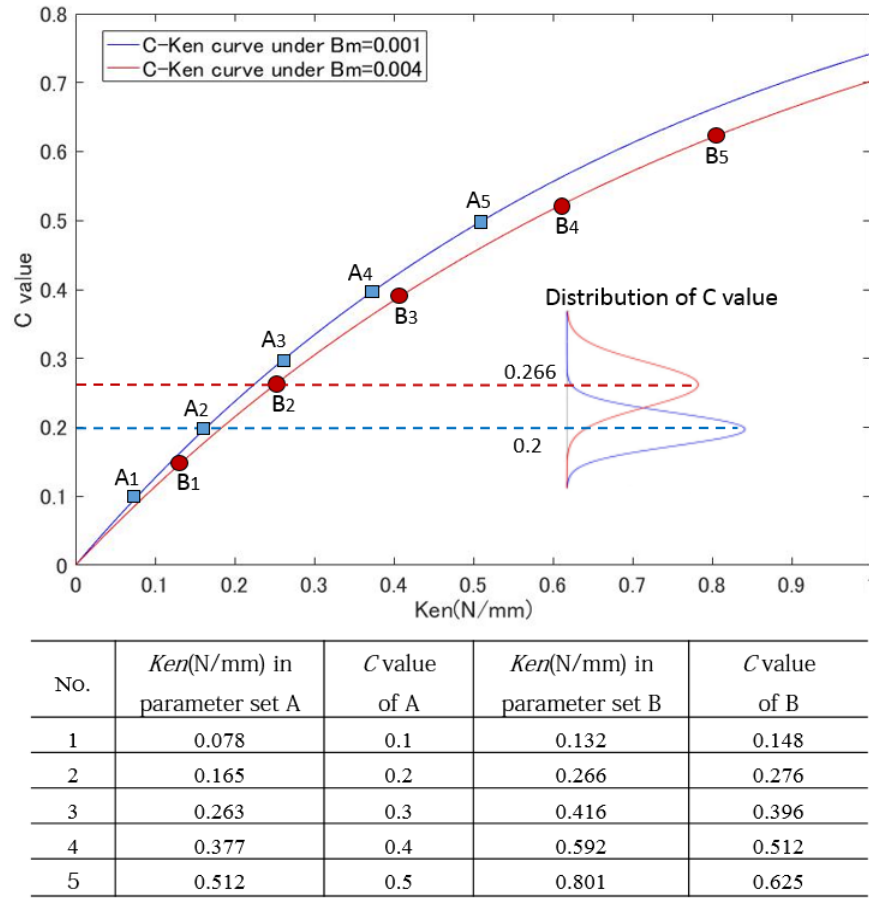 0.8
C-Ken curve under Bm=0.001
C-Ken curve under Bm=0.004
0.7
0.6
B5
A5
0.5
B4
C value
A4
0.4
B3
Distribution of C value
A3
0.3
0.266
B2
A2
0.2
0.2
B1
A1
0.1
0
0 0.1 0.2 0.3 0.4 0.5 0.6 0.7 0.8 0.9 1
Ken(N/mm)
No. Ken(N/mm) in parameter set A C value of A Ken(N/mm) in parameter set B C value of B
1 0.078 0.1 0.132 0.148
2 0.165 0.2 0.266 0.276
3 0.263 0.3 0.416 0.396
4 0.377 0.4 0.592 0.512
5 0.512 0.5 0.801 0.625